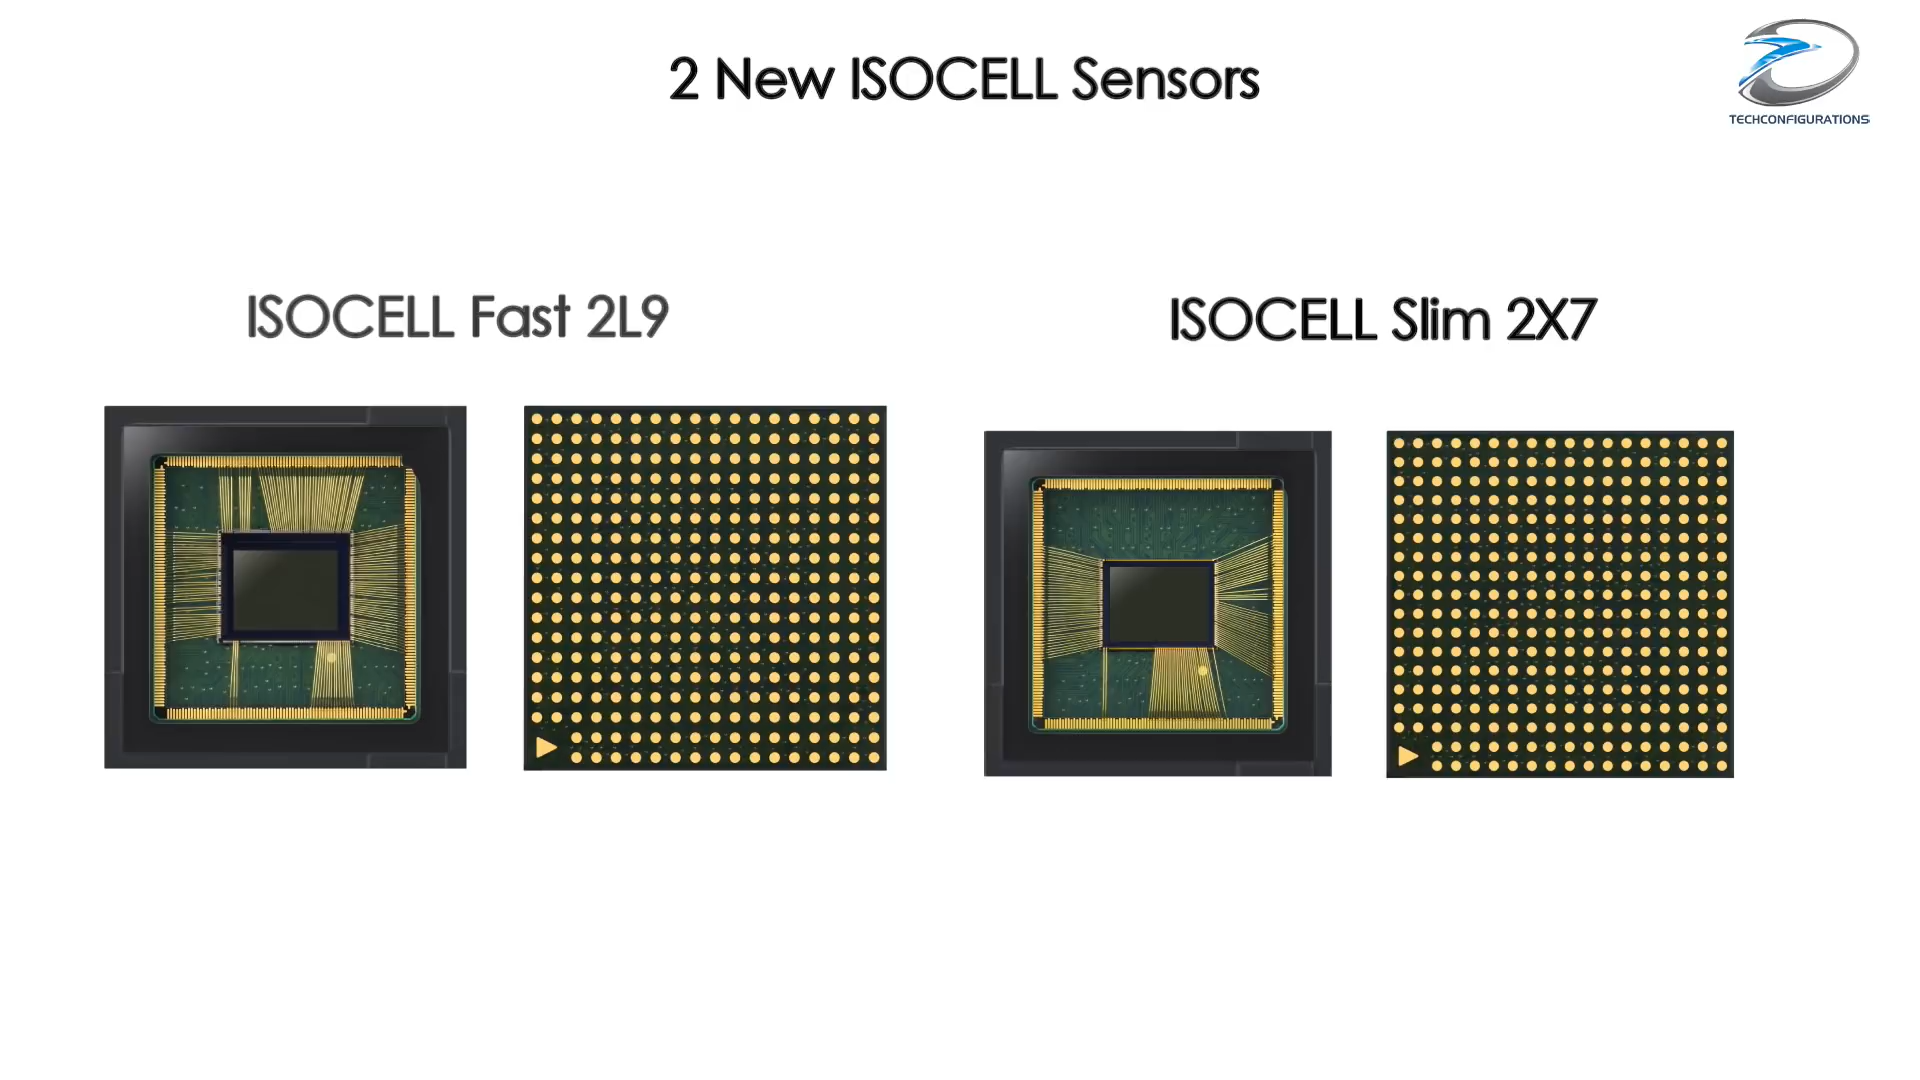 2 New ISOCELL Sensors
TECHCONFIGURATIONS
ISOCELL Fast 2L9
ISOCELL Slim 2X7